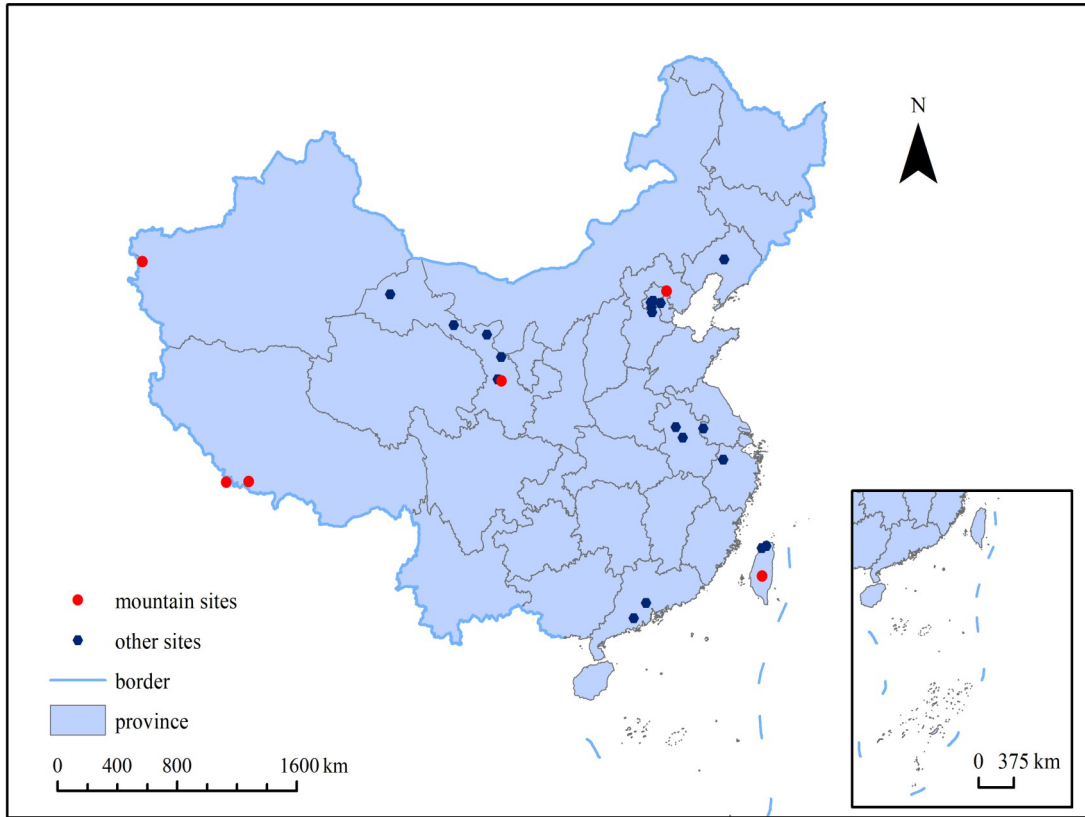 N
mountain sites
other sites
border
province
0 400 800 1600 km
0 375 km